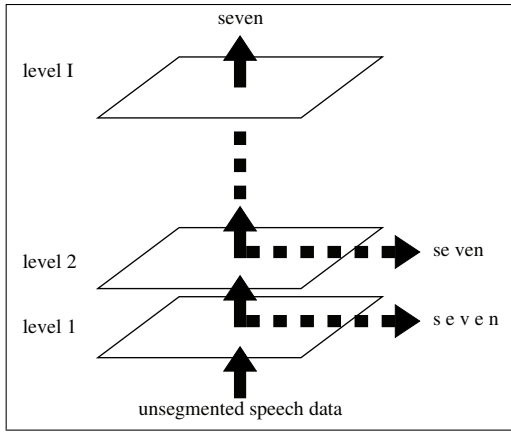 seven
level I
level 2
se ven
level 1
s e v e n
unsegmented speech data